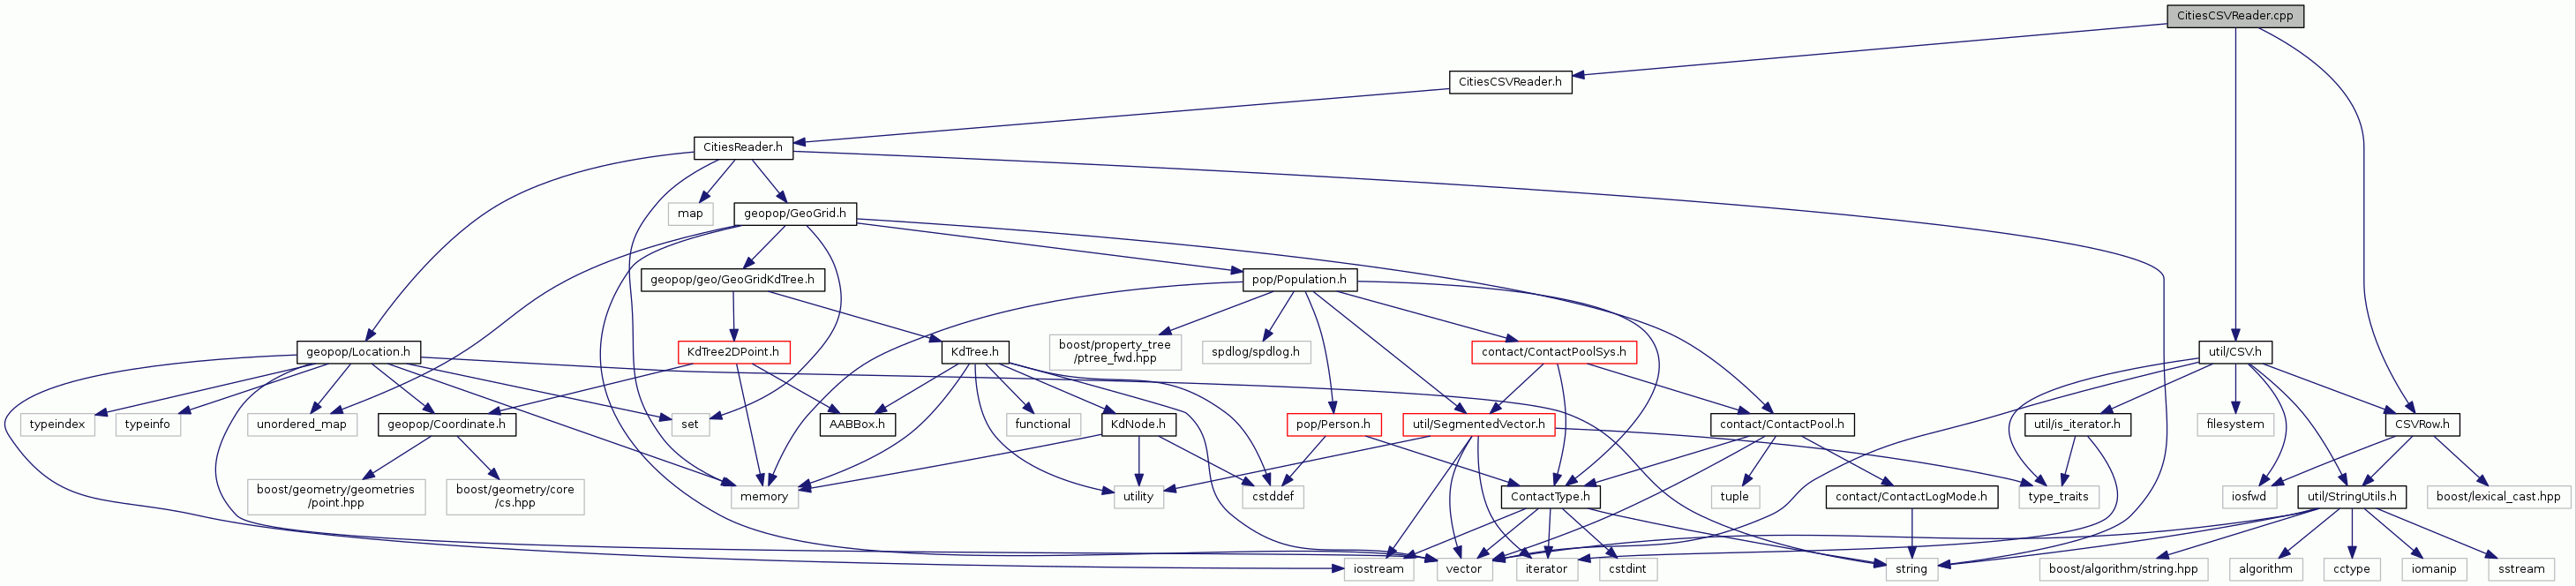 CitiesCSVReader.cpp
CitiesCSVReader.h
CitiesReader.h
map
geopop/GeoGrid.h
geopop/geo/GeoGridKdTree.h
pop/Population.h
geopop/Location.h
KdTree2DPoint.h
KdTree.h
boost/property_tree
/ptree_fwd.hpp
spdlog/spdlog.h
contact/ContactPoolSys.h
util/CSV.h
typeindex
typeinfo
unordered_map
geopop/Coordinate.h
set
AABBox.h
functional
KdNode.h
pop/Person.h
util/SegmentedVector.h
contact/ContactPool.h
util/is_iterator.h
filesystem
CSVRow.h
boost/geometry/geometries
/point.hpp
boost/geometry/core
/cs.hpp
memory
utility
cstddef
ContactType.h
tuple
contact/ContactLogMode.h
type_traits
iosfwd
util/StringUtils.h
boost/lexical_cast.hpp
iostream
vector
iterator
cstdint
string
boost/algorithm/string.hpp
algorithm
cctype
iomanip
sstream